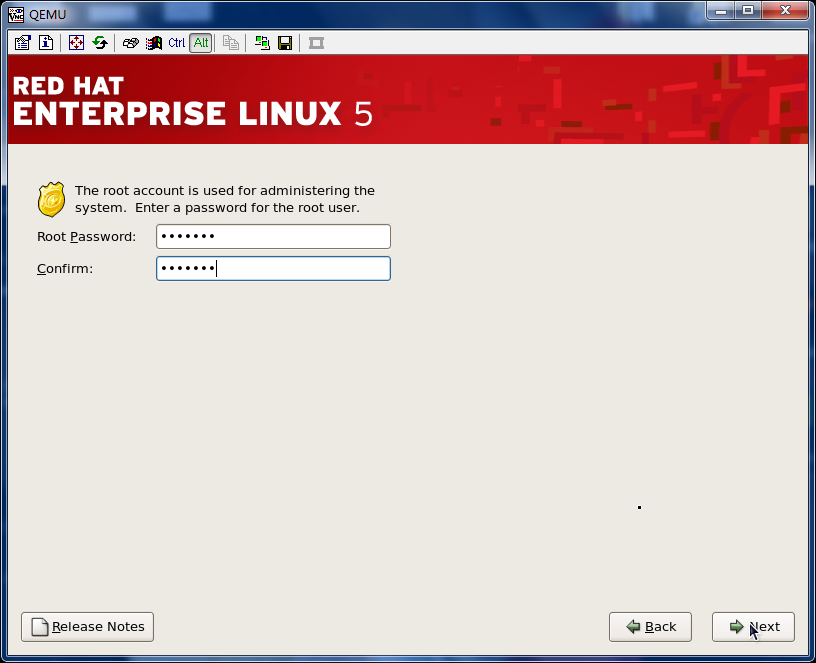 QEMU
Ctrl Alt
RED HAT
ENTERPRISE LINUX 5
The root account is used for administering the
system. Enter a password for the root user.
Root Password: •••••••
Confirm: •••••••
Release Notes
Back
Next